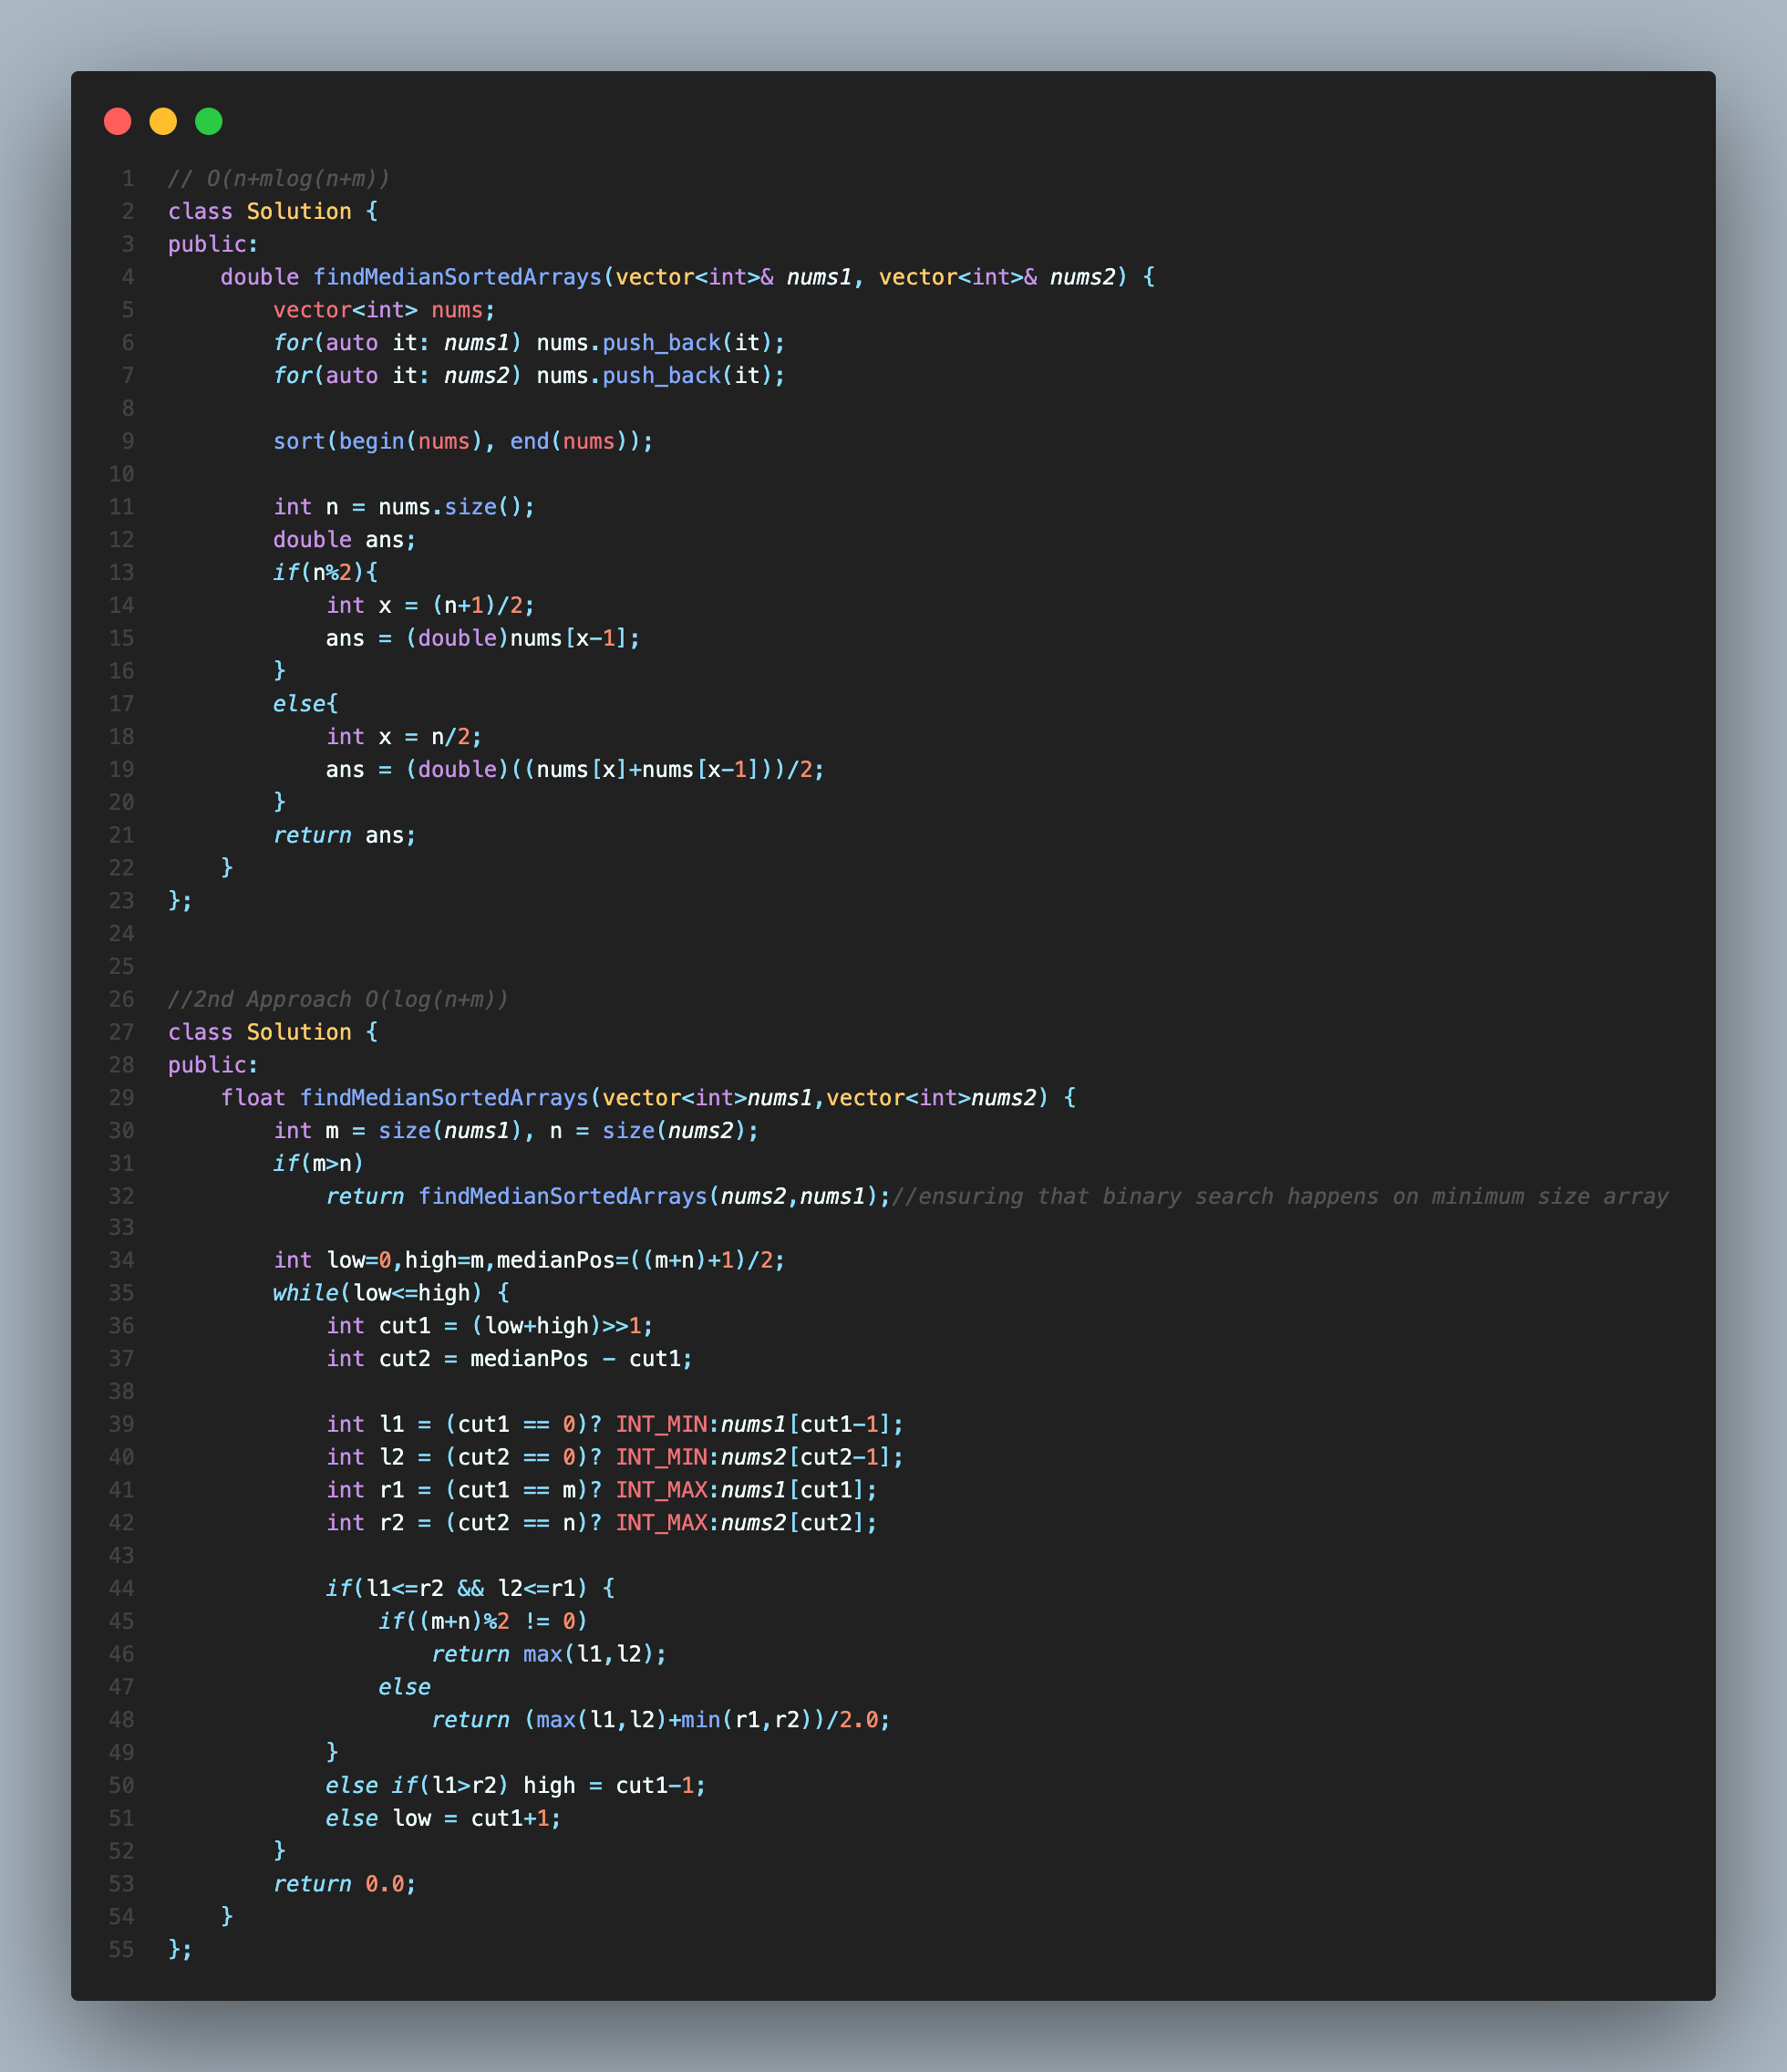 1 // O(n+mlog(n+m))
2 class Solution {
3 public:
4     double findMedianSortedArrays(vector<int>& nums1, vector<int>& nums2) {
5         vector<int> nums;
6         for(auto it: nums1) nums.push_back(it);
7         for(auto it: nums2) nums.push_back(it);
8
9         sort(begin(nums), end(nums));
10
11         int n = nums.size();
12         double ans;
13         if(n%2){
14             int x = (n+1)/2;
15             ans = (double)nums[x-1];
16         }
17         else{
18             int x = n/2;
19             ans = (double)((nums[x]+nums[x-1]))/2;
20         }
21         return ans;
22     }
23 };
24
25
26 //2nd Approach O(log(n+m))
27 class Solution {
28 public:
29     float findMedianSortedArrays(vector<int>nums1,vector<int>nums2) {
30         int m = size(nums1), n = size(nums2);
31         if(m>n)
32             return findMedianSortedArrays(nums2,nums1);//ensuring that binary search happens on minimum size array
33
34         int low=0,high=m,medianPos=((m+n)+1)/2;
35         while(low<=high) {
36             int cut1 = (low+high)>>1;
37             int cut2 = medianPos - cut1;
38
39             int l1 = (cut1 == 0)? INT_MIN:nums1[cut1-1];
40             int l2 = (cut2 == 0)? INT_MIN:nums2[cut2-1];
41             int r1 = (cut1 == m)? INT_MAX:nums1[cut1];
42             int r2 = (cut2 == n)? INT_MAX:nums2[cut2];
43
44             if(l1<=r2 && l2<=r1) {
45                 if((m+n)%2 != 0)
46                     return max(l1,l2);
47                 else
48                     return (max(l1,l2)+min(r1,r2))/2.0;
49             }
50             else if(l1>r2) high = cut1-1;
51             else low = cut1+1;
52         }
53         return 0.0;
54     }
55 };